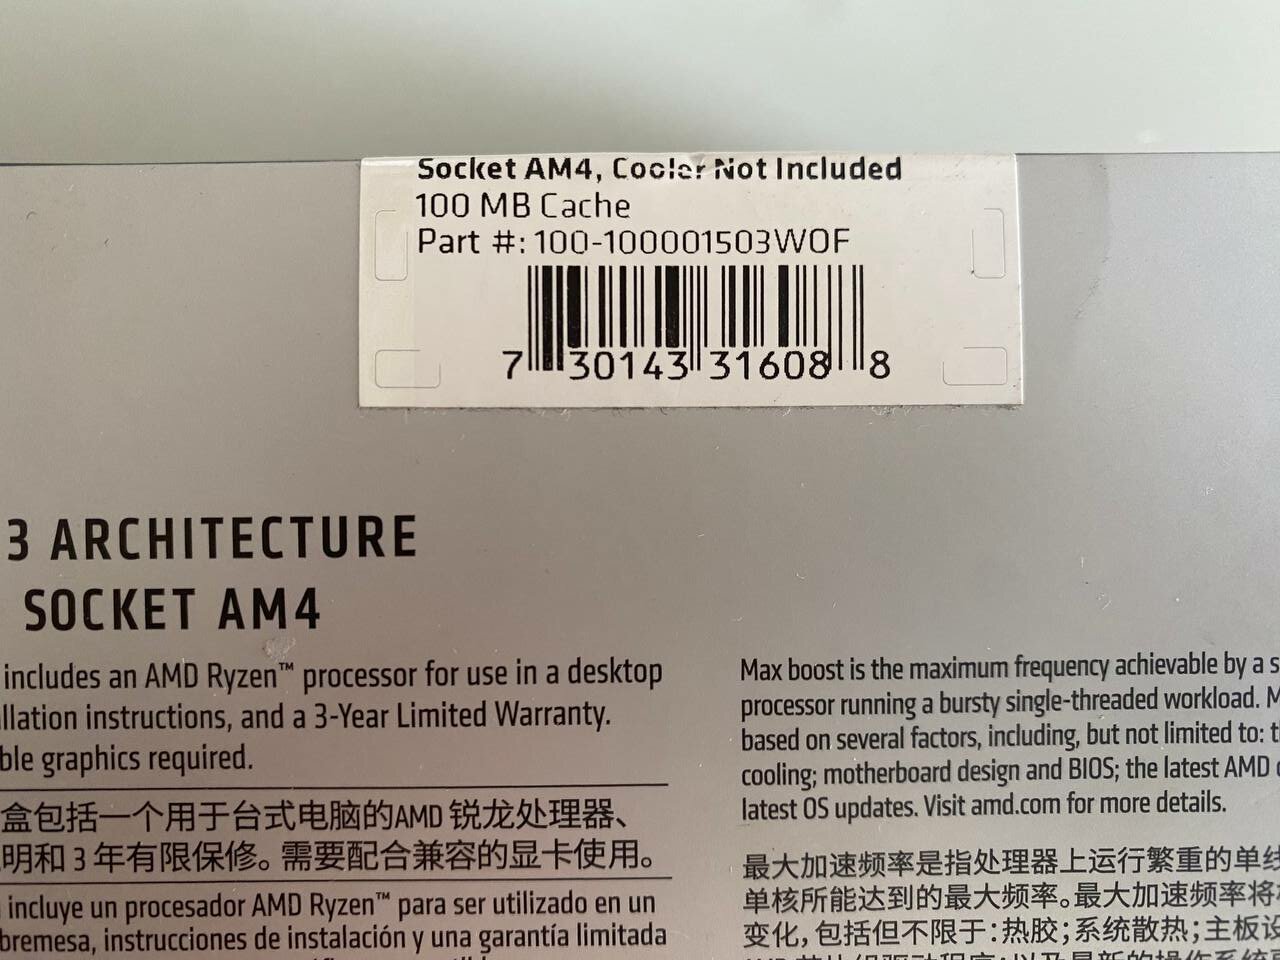 Socket AM4, Cooler Not Included
100 MB Cache
Part #: 100-100001503WOF
7 30143 31608 8
3 ARCHITECTURE
SOCKET AM4
includes an AMD Ryzen™ processor for use in a desktop
llation instructions, and a 3-Year Limited Warranty.
ble graphics required.
盒包括一个用于台式电脑的AMD 锐龙处理器、
明和 3 年有限保修。需要配合兼容的显卡使用。
incluye un procesador AMD Ryzen™ para ser utilizado en un
bremesa, instrucciones de instalación y una garantía limitada
Max boost is the maximum frequency achievable by a s
processor running a bursty single-threaded workload. M
based on several factors, including, but not limited to: t
cooling; motherboard design and BIOS; the latest AMD
latest OS updates. Visit amd.com for more details.
最大加速频率是指处理器上运行繁重的单线
单核所能达到的最大频率。最大加速频率将
变化，包括但不限于：热胶；系统散热；主板设